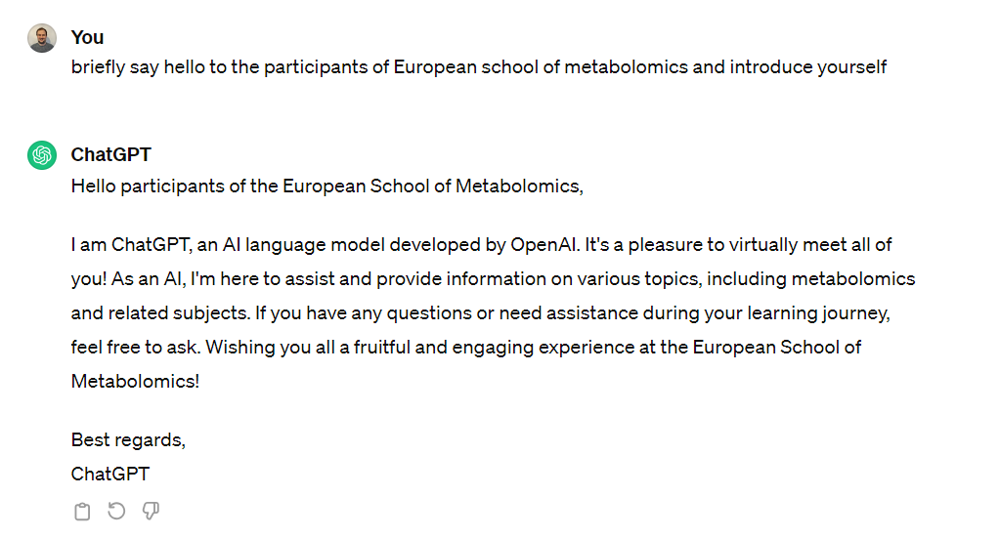 You
briefly say hello to the participants of European school of metabolomics and introduce yourself
ChatGPT
Hello participants of the European School of Metabolomics,
I am ChatGPT, an AI language model developed by OpenAI. It's a pleasure to virtually meet all of
you! As an AI, I'm here to assist and provide information on various topics, including metabolomics
and related subjects. If you have any questions or need assistance during your learning journey,
feel free to ask. Wishing you all a fruitful and engaging experience at the European School of
Metabolomics!
Best regards,
ChatGPT